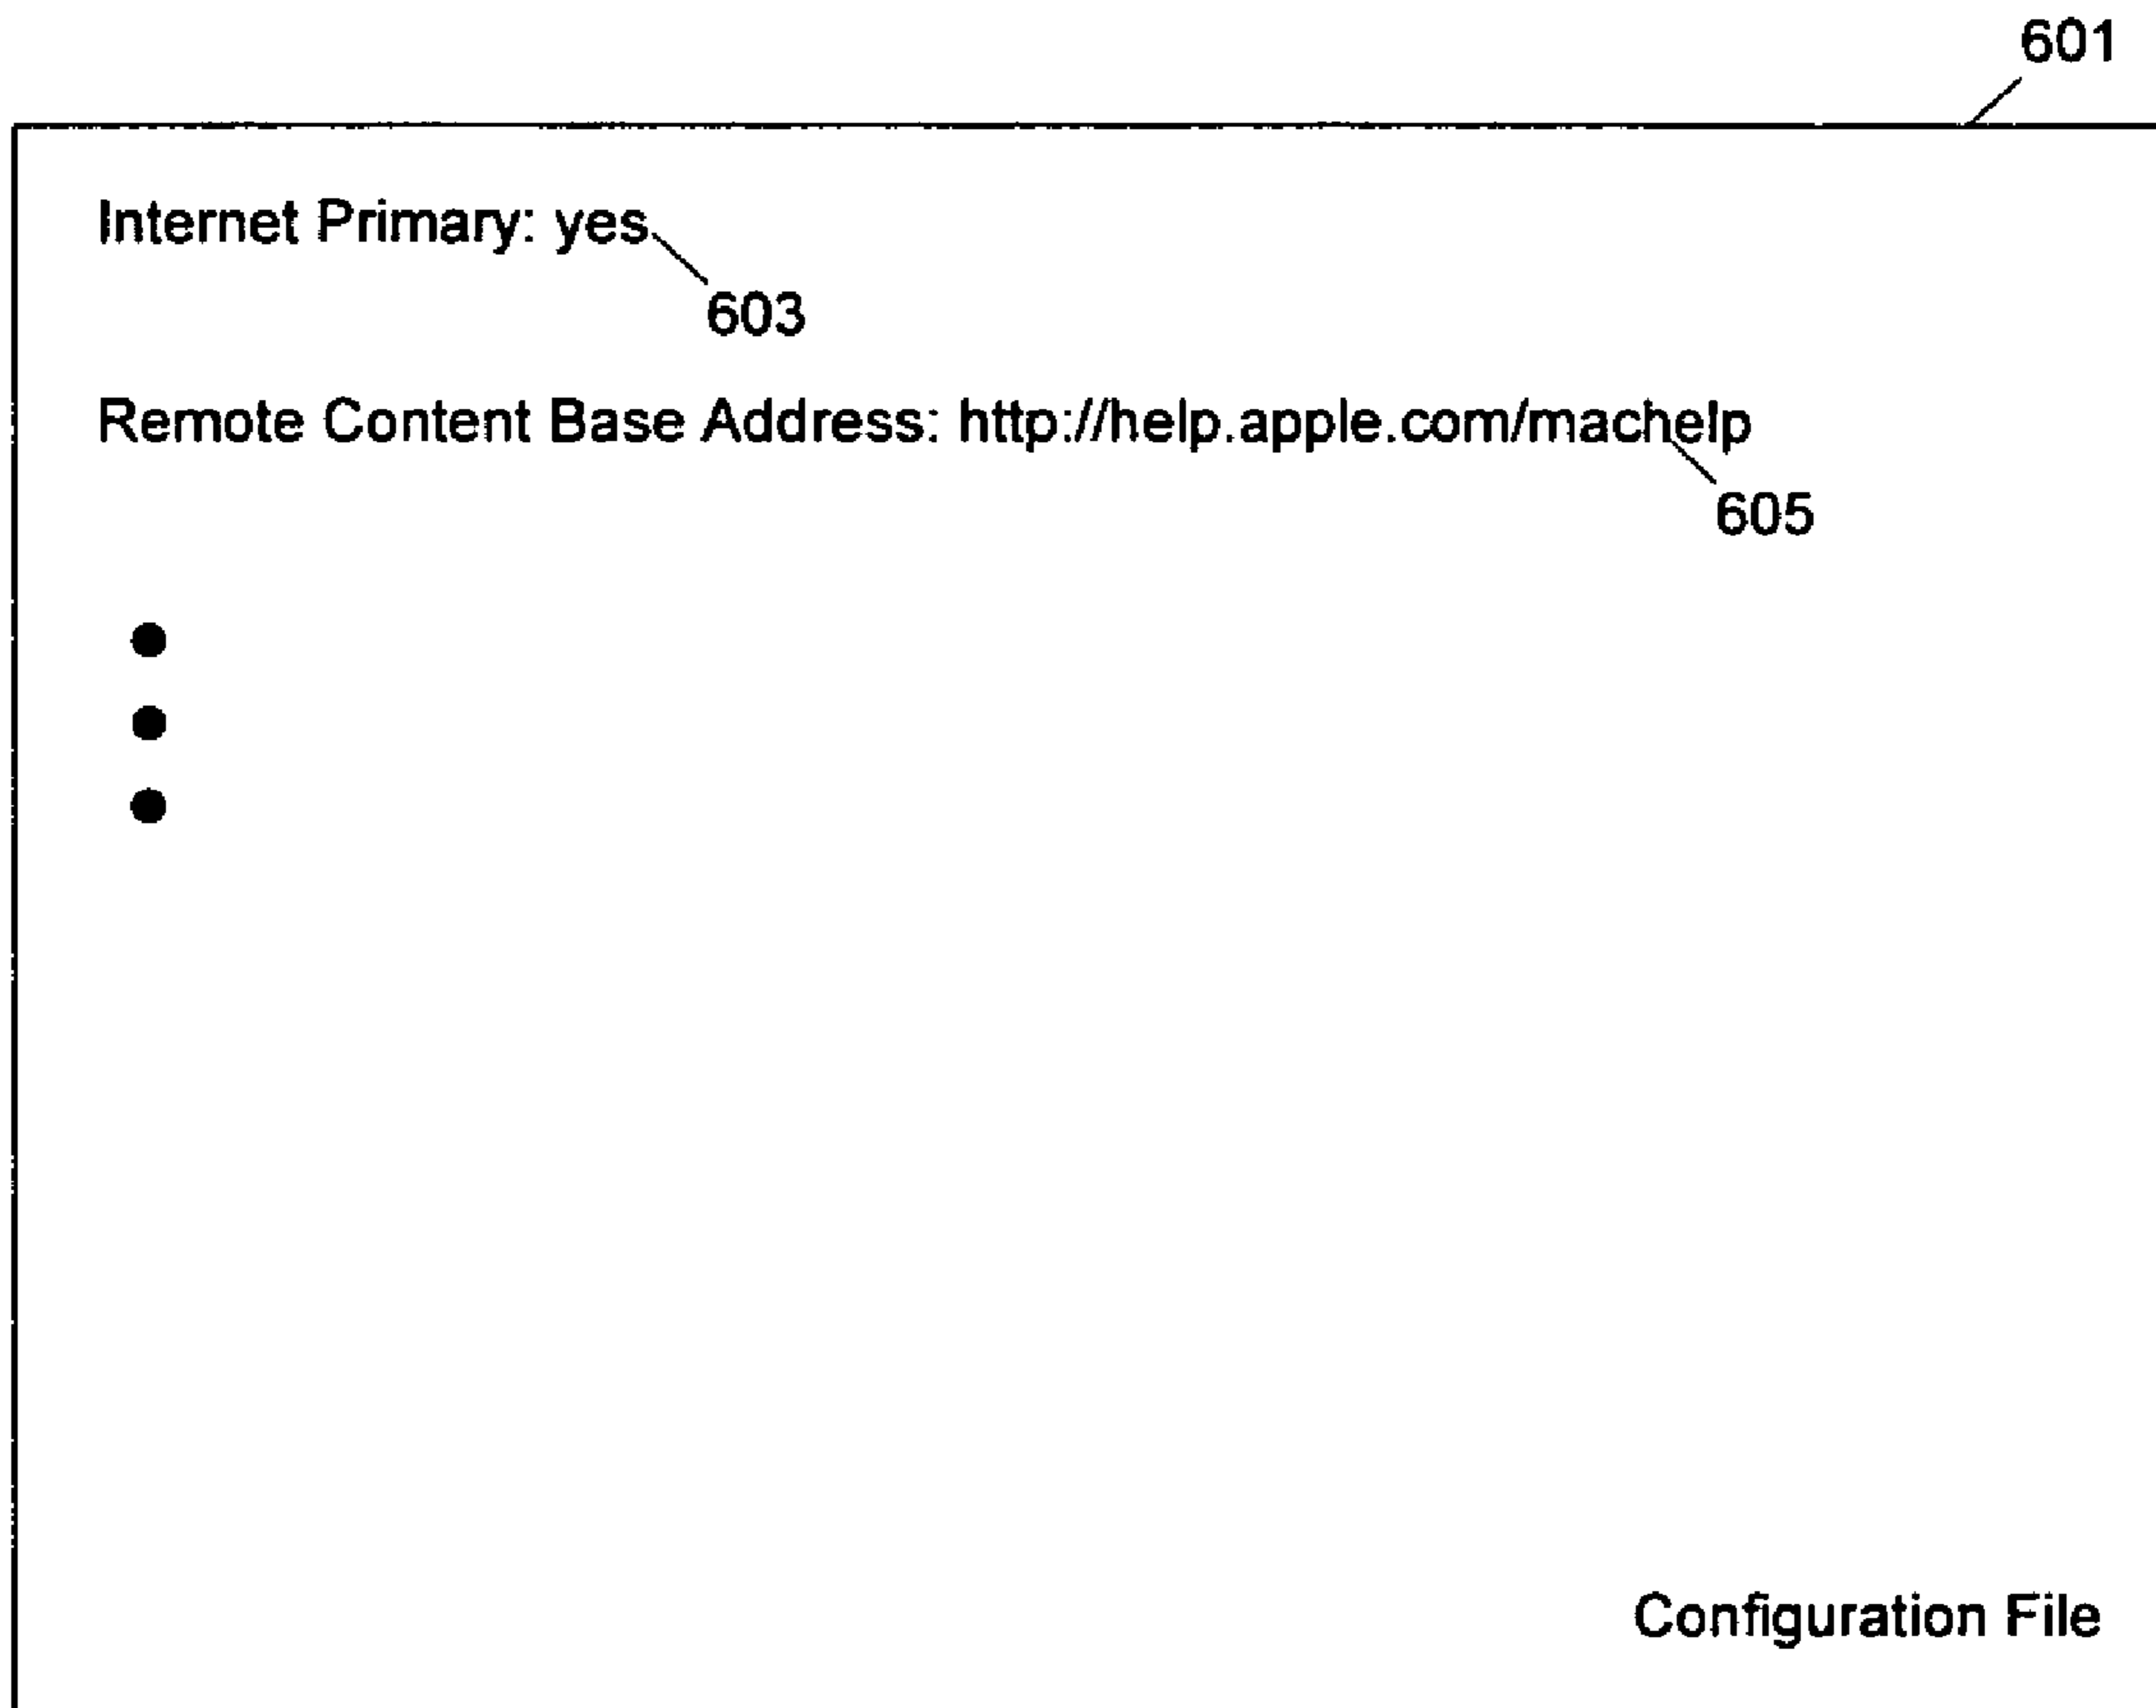 601
Internet Primary: yes
603
Remote Content Base Address: http://help.apple.com/machelp
605
Configuration File